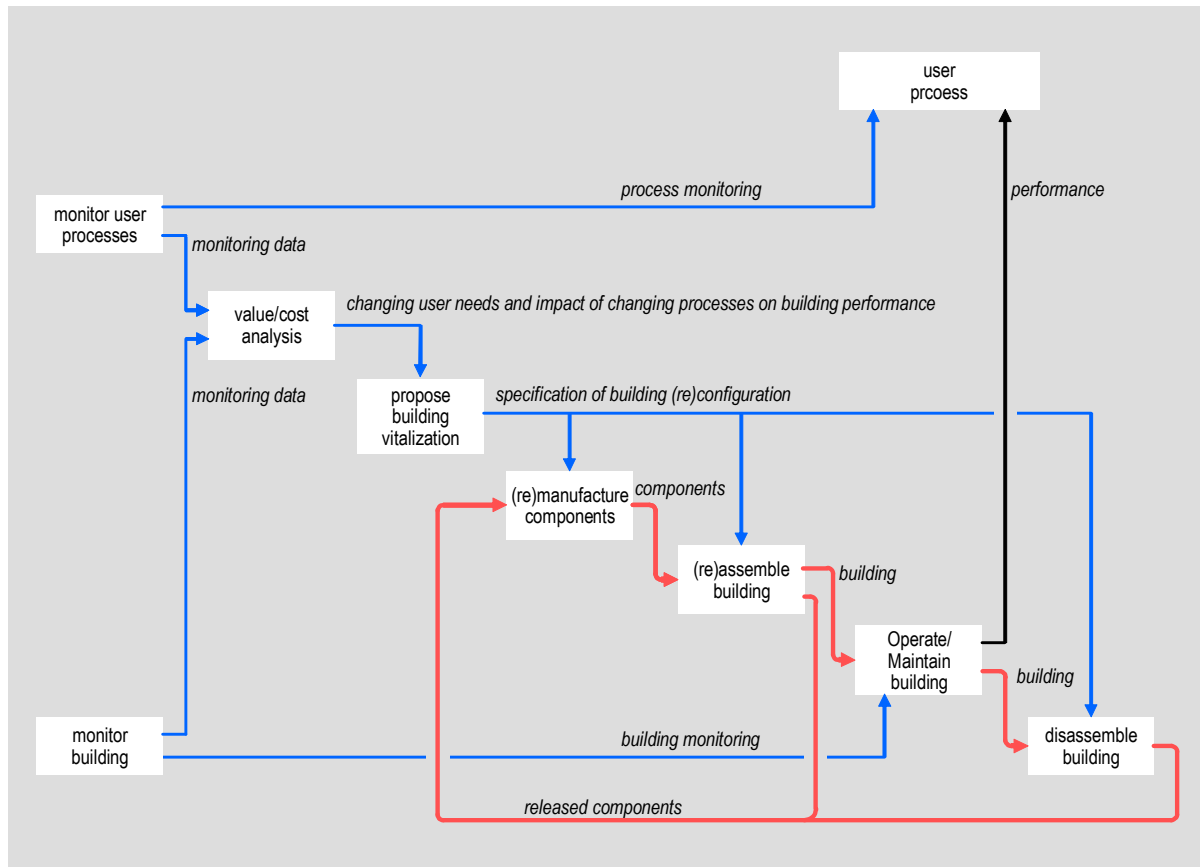 user
prcoess
process monitoring
performance
monitor user
processes
monitoring data
changing user needs and impact of changing processes on building performance
value/cost
analysis
monitoring data
propose
building
vitalization
specification of building (re)configuration
(re)manufacture
components
components
(re)assemble
building
building
Operate/
Maintain
building
building
monitor
building
building monitoring
disassemble
building
released components